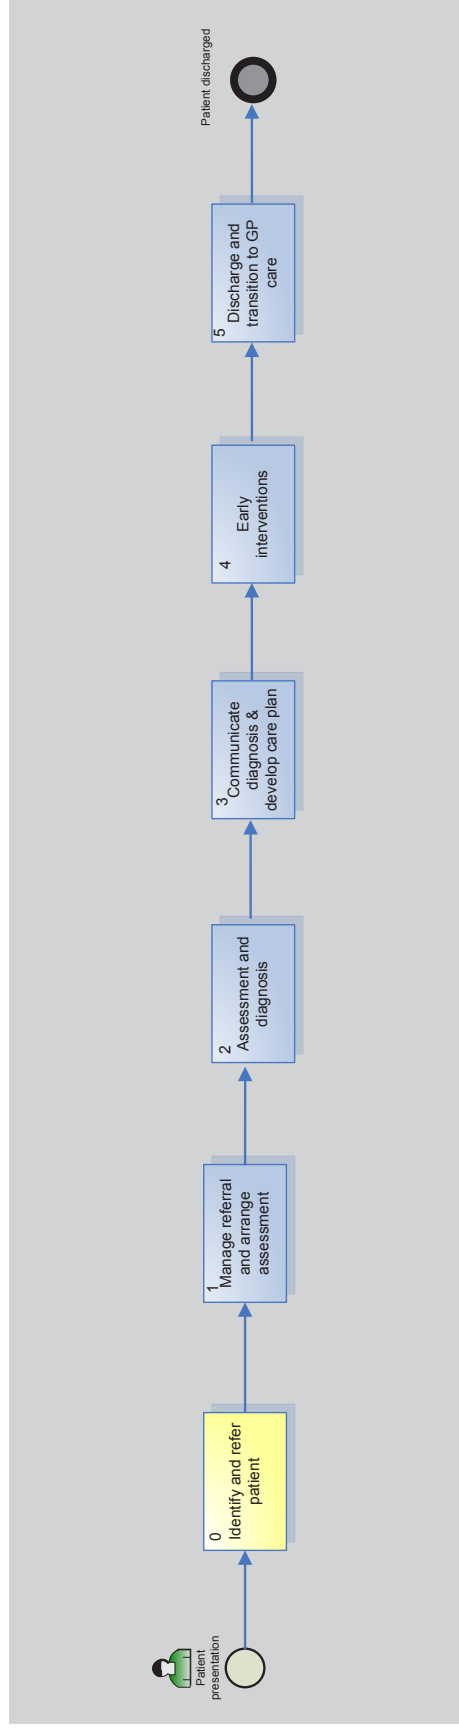 Patient
presentation
0
Identify and refer
patient
1
Manage referral
and arrange
assessment
2
Assessment and
diagnosis
3
Communicate
diagnosis &
develop care plan
4
Early
interventions
5
Discharge and
transition to GP
care
Patient discharged